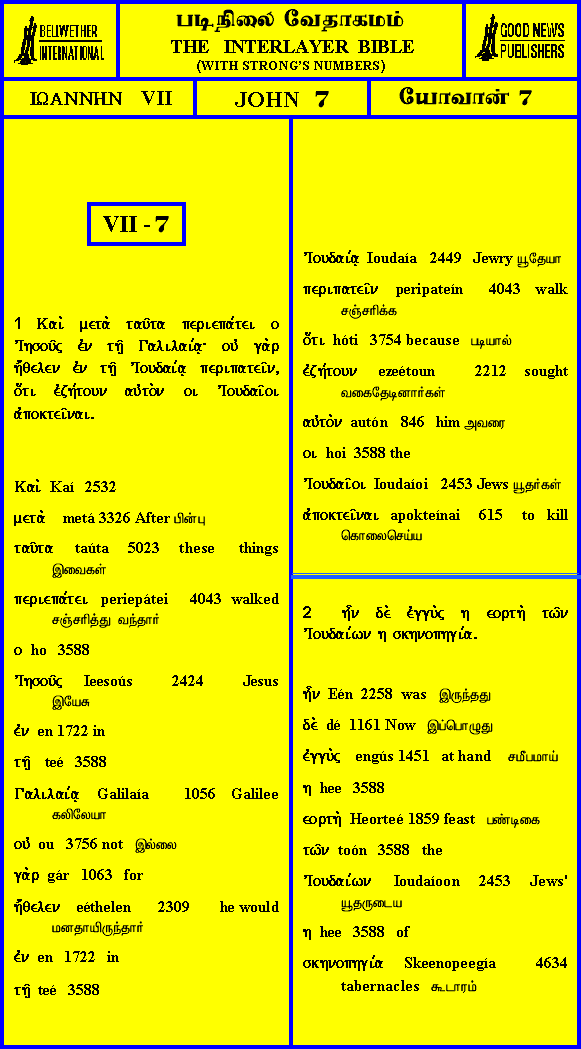 BELLWETHER
INTERNATIONAL
படிநிலை வேதாகமம்
THE INTERLAYER BIBLE
(WITH STRONG'S NUMBERS)
GOOD NEWS
PUBLISHERS
ΙΩΑΝΝΗΝ VII
JOHN 7
யோவான் 7
VII - 7
1 Καὶ μετὰ ταῦτα περιεπάτει ο
Ἰησοῦς ἐν τῇ Γαλιλαίᾳ· οὐ γὰρ
ἤθελεν ἐν τῇ Ἰουδαίᾳ περιπατεῖν,
ὅτι ἐζήτουν αὐτὸν οι Ἰουδαῖοι
ἀποκτεῖναι.
Καὶ Kaí 2532
μετὰ metá 3326 After பின்பு
ταῦτα taúta 5023 these things
இவைகள்
περιεπάτει periepátei 4043 walked
சஞ்சரித்து வந்தார்
ο ho 3588
Ἰησοῦς Ieesoús 2424 Jesus
இயேசு
ἐν en 1722 in
τῇ teé 3588
Γαλιλαίᾳ Galilaía 1056 Galilee
கலிலேயா
οὐ ou 3756 not இல்லை
γὰρ gár 1063 for
ἤθελεν eéthelen 2309 he would
மனதாயிருந்தார்
ἐν en 1722 in
τῇ teé 3588
Ἰουδαίᾳ Ioudaía 2449 Jewry யூதேயா
περιπατεῖν peripateín 4043 walk
சஞ்சரிக்க
ὅτι hóti 3754 because படியால்
ἐζήτουν ezeétoun 2212 sought
வகைதேடினார்கள்
αὐτὸν autón 846 him அவரை
οι hoi 3588 the
Ἰουδαῖοι Ioudaíoi 2453 Jews யூதர்கள்
ἀποκτεῖναι apokteínai 615 to kill
கொலைசெய்ய
2 ἦν δὲ ἐγγὺς η εορτὴ τῶν
Ἰουδαίων η σκηνοπηγία.
ἦν Eén 2258 was இருந்தது
δὲ dé 1161 Now இப்பொழுது
ἐγγὺς engús 1451 at hand சமீபமாய்
η hee 3588
εορτὴ Heorteé 1859 feast பண்டிகை
τῶν toón 3588 the
Ἰουδαίων Ioudaíoon 2453 Jews'
யூதருடைய
η hee 3588 of
σκηνοπηγία Skeenopeegía 4634
tabernacles கூடாரம்